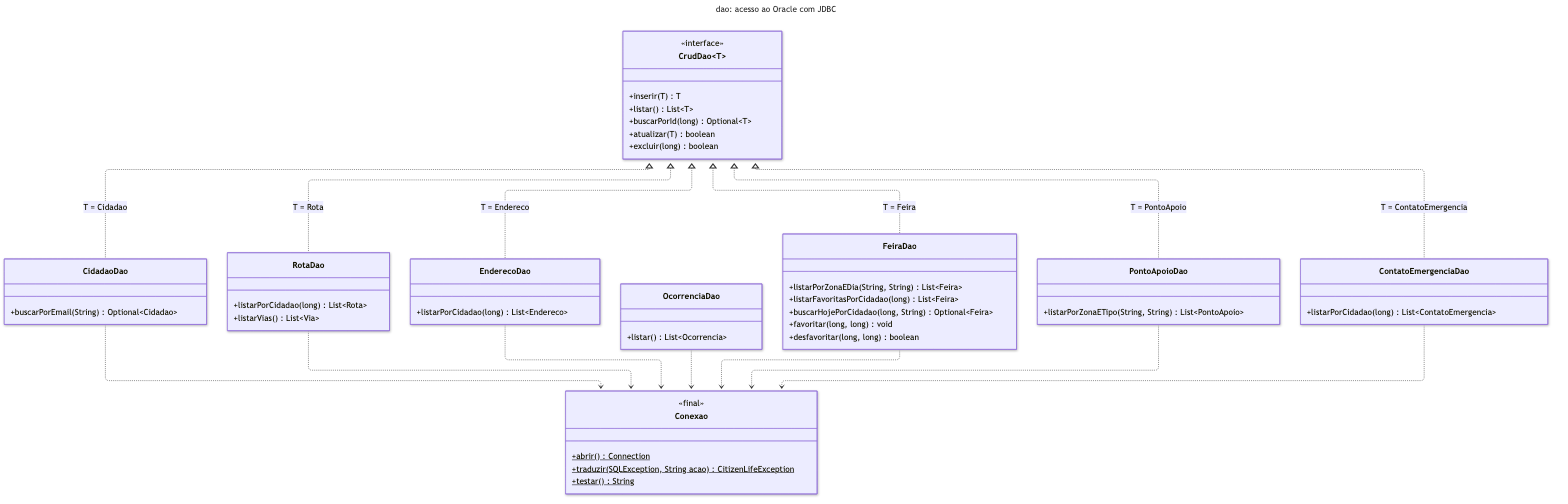 dao: acesso ao Oracle com JDBC
«interface»
CrudDao<T>
+inserir(T) : T
+listar() : List<T>
+buscarPorId(long) : Optional<T>
+atualizar(T) : boolean
+excluir(long) : boolean
T = Cidadao
T = Rota
T = Endereco
T = Feira
T = PontoApoio
T = ContatoEmergencia
CidadaoDao
+buscarPorEmail(String) : Optional<Cidadao>
RotaDao
+listarPorCidadao(long) : List<Rota>
+listarVias() : List<Via>
EnderecoDao
+listarPorCidadao(long) : List<Endereco>
OcorrenciaDao
+listar() : List<Ocorrencia>
FeiraDao
+listarPorZonaEDia(String, String) : List<Feira>
+listarFavoritasPorCidadao(long) : List<Feira>
+buscarHojePorCidadao(long, String) : Optional<Feira>
+favoritar(long, long) : void
+desfavoritar(long, long) : boolean
PontoApoioDao
+listarPorZonaETipo(String, String) : List<PontoApoio>
ContatoEmergenciaDao
+listarPorCidadao(long) : List<ContatoEmergencia>
«final»
Conexao
+abrir() : Connection
+traduzir(SQLException, String acao) : CitizenLifeException
+testar() : String